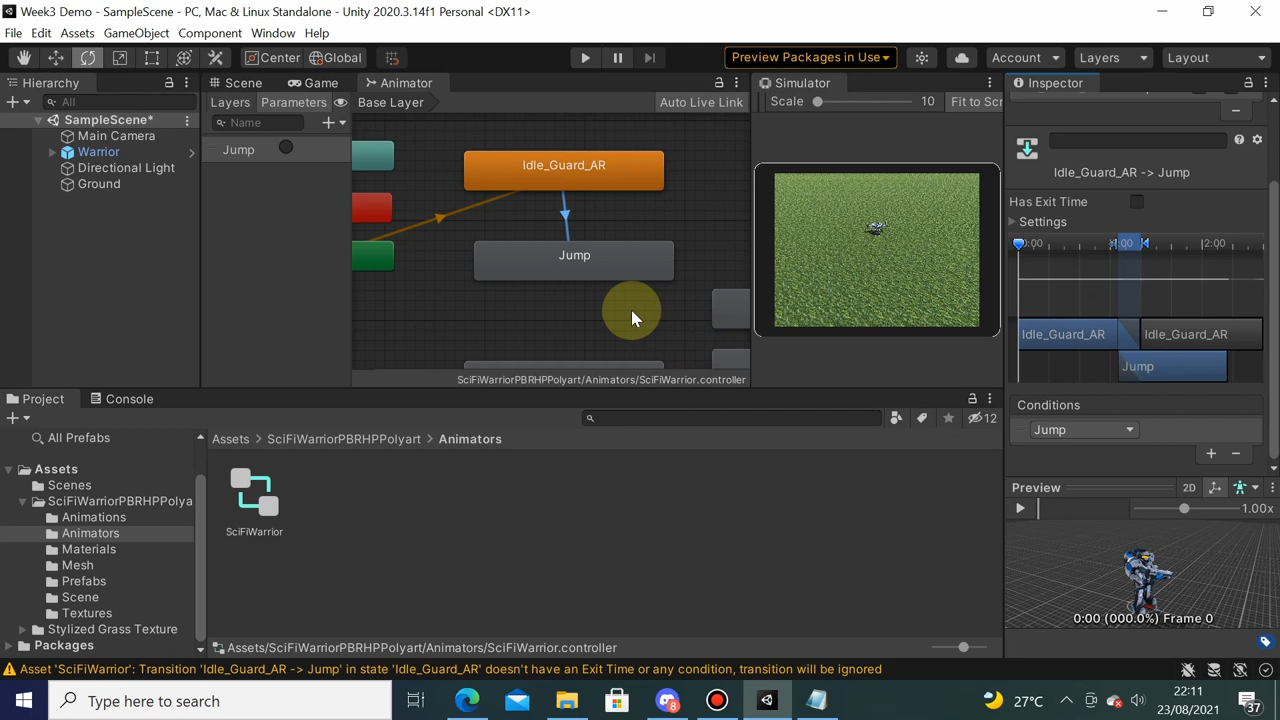 Week3 Demo - SampleScene - PC, Mac & Linux Standalone - Unity 2020.3.14f1 Personal <DX11>
File Edit Assets GameObject Component Window Help
Center Global Preview Packages in Use Account Layers Layout
Hierarchy
All
SampleScene*
Main Camera
Warrior
Directional Light
Ground
Scene Game Animator
Layers Parameters Base Layer Auto Live Link
Name
Jump
Idle_Guard_AR
Jump
SciFiWarriorPBRHPPolyart/Animators/SciFiWarrior.controller
Simulator
Scale 10 Fit to Scr
Inspector
Idle_Guard_AR -> Jump
Has Exit Time
Settings
0:00 1:00 2:00
Idle_Guard_AR Idle_Guard_AR
Jump
Conditions
Jump
Preview 2D
1.00x
0:00 (000.0%) Frame 0
Project Console
12
All Prefabs
Assets
Scenes
SciFiWarriorPBRHPPolya
Animations
Animators
Materials
Mesh
Prefabs
Scene
Textures
Stylized Grass Texture
Packages
Assets > SciFiWarriorPBRHPPolyart > Animators
SciFiWarrior
Assets/SciFiWarriorPBRHPPolyart/Animators/SciFiWarrior.controller
Asset 'SciFiWarrior': Transition 'Idle_Guard_AR -> Jump' in state 'Idle_Guard_AR' doesn't have an Exit Time or any condition, transition will be ignored
Type here to search
8
27°C
22:11
23/08/2021
37